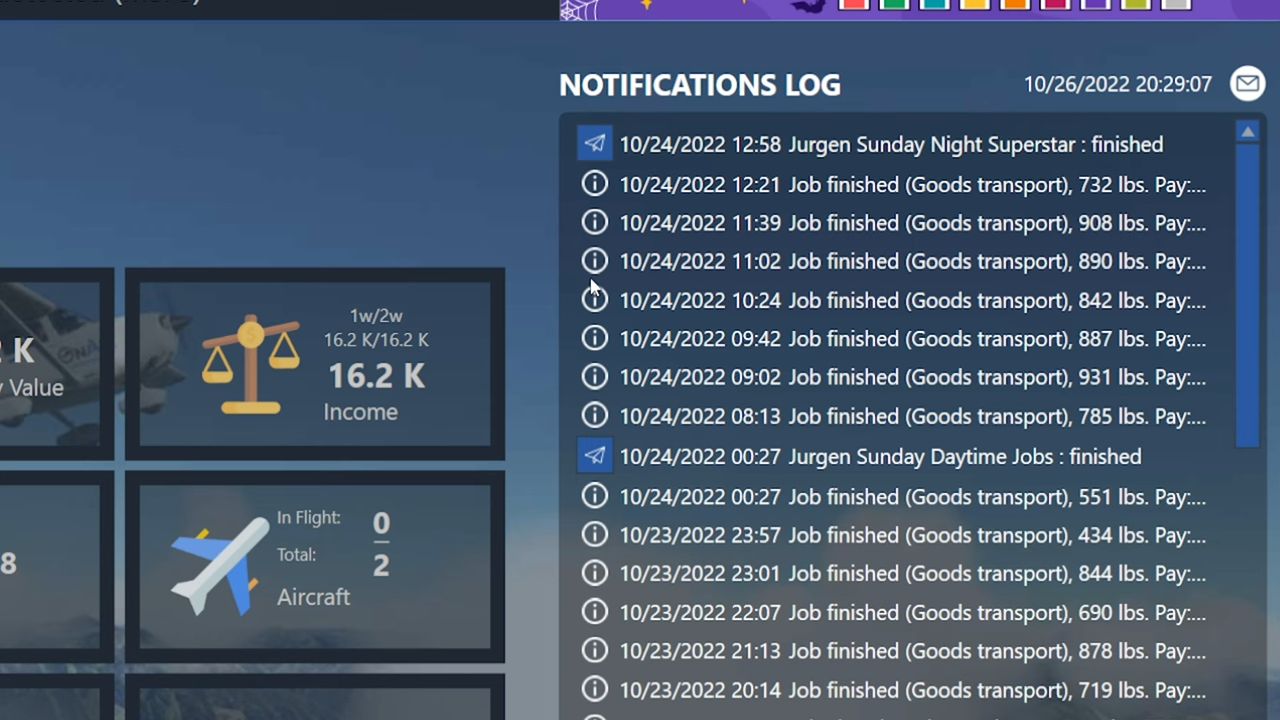 NOTIFICATIONS LOG 10/26/2022 20:29:07
10/24/2022 12:58 Jurgen Sunday Night Superstar : finished
10/24/2022 12:21 Job finished (Goods transport), 732 lbs. Pay:...
10/24/2022 11:39 Job finished (Goods transport), 908 lbs. Pay:...
10/24/2022 11:02 Job finished (Goods transport), 890 lbs. Pay:...
10/24/2022 10:24 Job finished (Goods transport), 842 lbs. Pay:...
10/24/2022 09:42 Job finished (Goods transport), 887 lbs. Pay:...
10/24/2022 09:02 Job finished (Goods transport), 931 lbs. Pay:...
10/24/2022 08:13 Job finished (Goods transport), 785 lbs. Pay:...
10/24/2022 00:27 Jurgen Sunday Daytime Jobs : finished
10/24/2022 00:27 Job finished (Goods transport), 551 lbs. Pay:...
10/23/2022 23:57 Job finished (Goods transport), 434 lbs. Pay:...
10/23/2022 23:01 Job finished (Goods transport), 844 lbs. Pay:...
10/23/2022 22:07 Job finished (Goods transport), 690 lbs. Pay:...
10/23/2022 21:13 Job finished (Goods transport), 878 lbs. Pay:...
10/23/2022 20:14 Job finished (Goods transport), 719 lbs. Pay:...
K
Value
1w/2w
16.2 K/16.2 K
16.2 K
Income
8
In Flight: 0
Total: 2
Aircraft